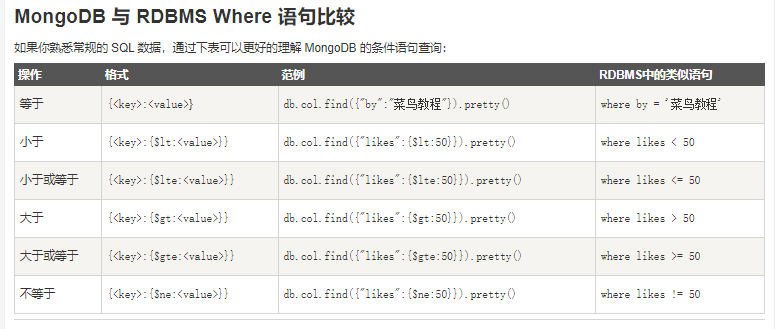 MongoDB 与 RDBMS Where 语句比较
如果你熟悉常规的 SQL 数据，通过下表可以更好的理解 MongoDB 的条件语句查询：
操作 格式 范例 RDBMS中的类似语句
等于 {<key>:<value>} db.col.find({"by":"菜鸟教程"}).pretty() where by = '菜鸟教程'
小于 {<key>:{$lt:<value>}} db.col.find({"likes":{$lt:50}}).pretty() where likes < 50
小于或等于 {<key>:{$lte:<value>}} db.col.find({"likes":{$lte:50}}).pretty() where likes <= 50
大于 {<key>:{$gt:<value>}} db.col.find({"likes":{$gt:50}}).pretty() where likes > 50
大于或等于 {<key>:{$gte:<value>}} db.col.find({"likes":{$gte:50}}).pretty() where likes >= 50
不等于 {<key>:{$ne:<value>}} db.col.find({"likes":{$ne:50}}).pretty() where likes != 50